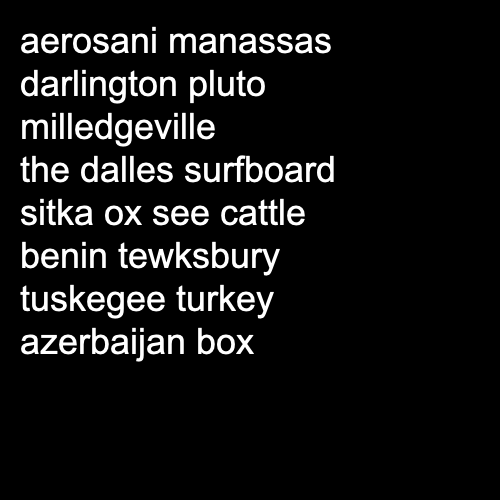 aerosani manassas
darlington pluto
milledgeville
the dalles surfboard
sitka ox see cattle
benin tewksbury
tuskegee turkey
azerbaijan box